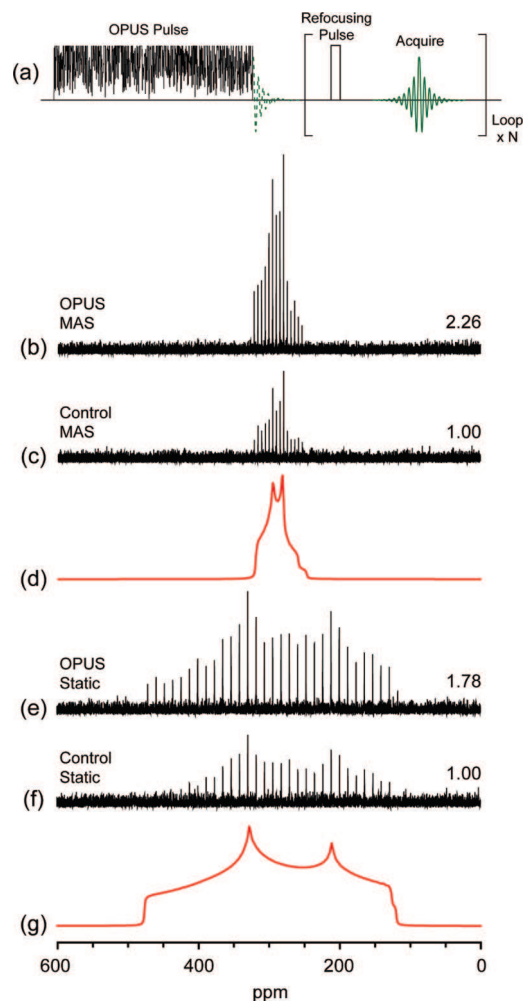 OPUS Pulse
Refocusing
Pulse
Acquire
(a)
Loop
x N
OPUS
MAS
2.26
(b)
Control
MAS
1.00
(c)
(d)
OPUS
Static
1.78
(e)
Control
Static
1.00
(f)
(g)
600
400
200
0
ppm